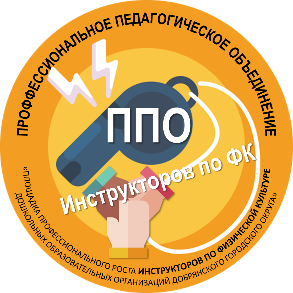 ПРОФФЕССИОНАЛЬНОЕ ПЕДАГОГИЧЕСКОЕ ОБЪЕДИНЕНИЕ
ППО
Инструкторов по ФК
«ПЛОЩАДКА ПРОФЕССИОНАЛЬНОГО РОСТА ИНСТРУКТОРОВ ПО ФИЗИЧЕСКОЙ КУЛЬТУРЕ
ДОШКОЛЬНЫХ ОБРАЗОВАТЕЛЬНЫХ ОРГАНИЗАЦИЙ ДОБРЯНСКОГО ГОРОДСКОГО ОКРУГА»